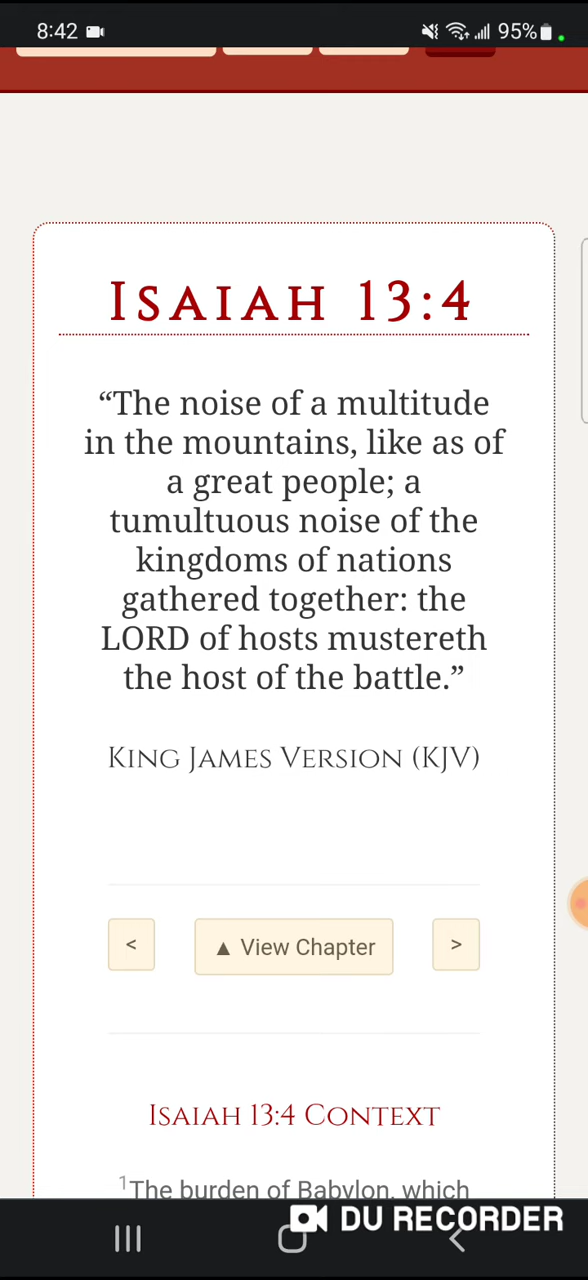 8:42 95%
ISAIAH 13:4
“The noise of a multitude
in the mountains, like as of
a great people; a
tumultuous noise of the
kingdoms of nations
gathered together: the
LORD of hosts mustereth
the host of the battle.”
KING JAMES VERSION (KJV)
< ▲ View Chapter >
ISAIAH 13:4 CONTEXT
1The burden of Babylon, which
DU RECORDER